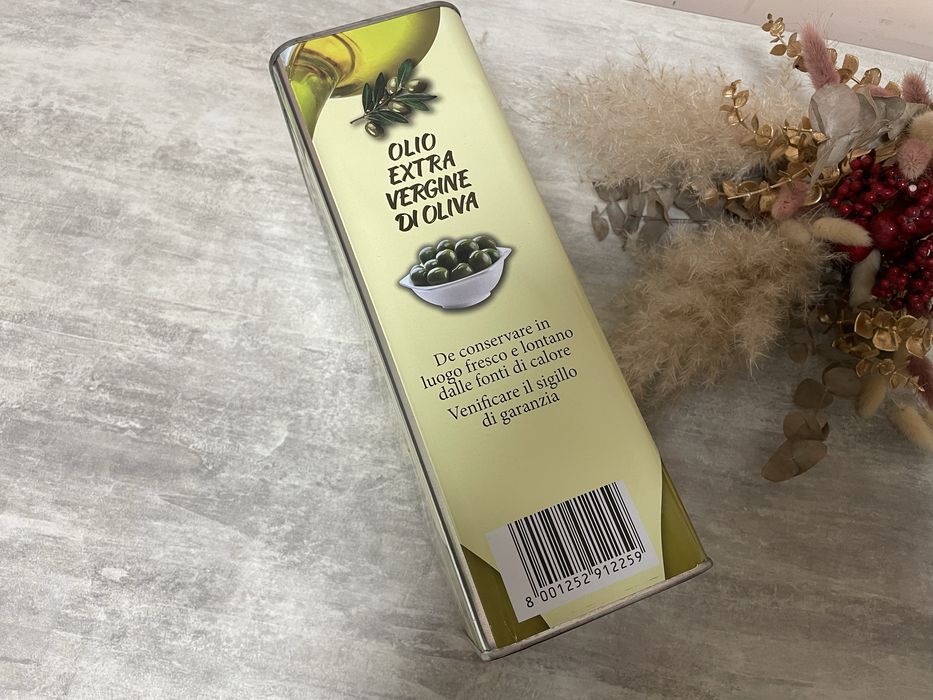 OLIO
EXTRA
VERGINE
DI OLIVA
De conservare in
luogo fresco e lontano
dalle fonti di calore
Venificare il sigillo
di garanzia
8 001252 912259